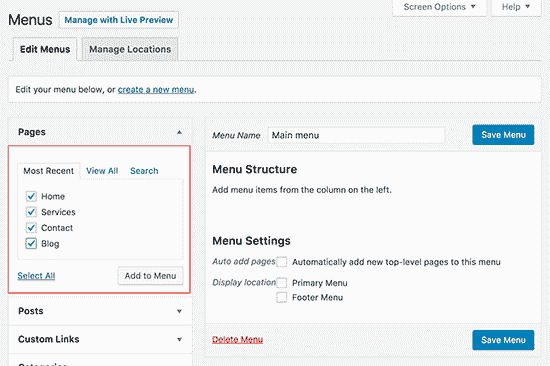 Screen Options ▼ Help ▼
Menus Manage with Live Preview
Edit Menus Manage Locations
Edit your menu below, or create a new menu.
Pages
Most Recent View All Search
Home
Services
Contact
Blog
Select All Add to Menu
Posts
Custom Links
Categories
Menu Name Main menu Save Menu
Menu Structure
Add menu items from the column on the left.
Menu Settings
Auto add pages Automatically add new top-level pages to this menu
Display location Primary Menu
Footer Menu
Delete Menu Save Menu